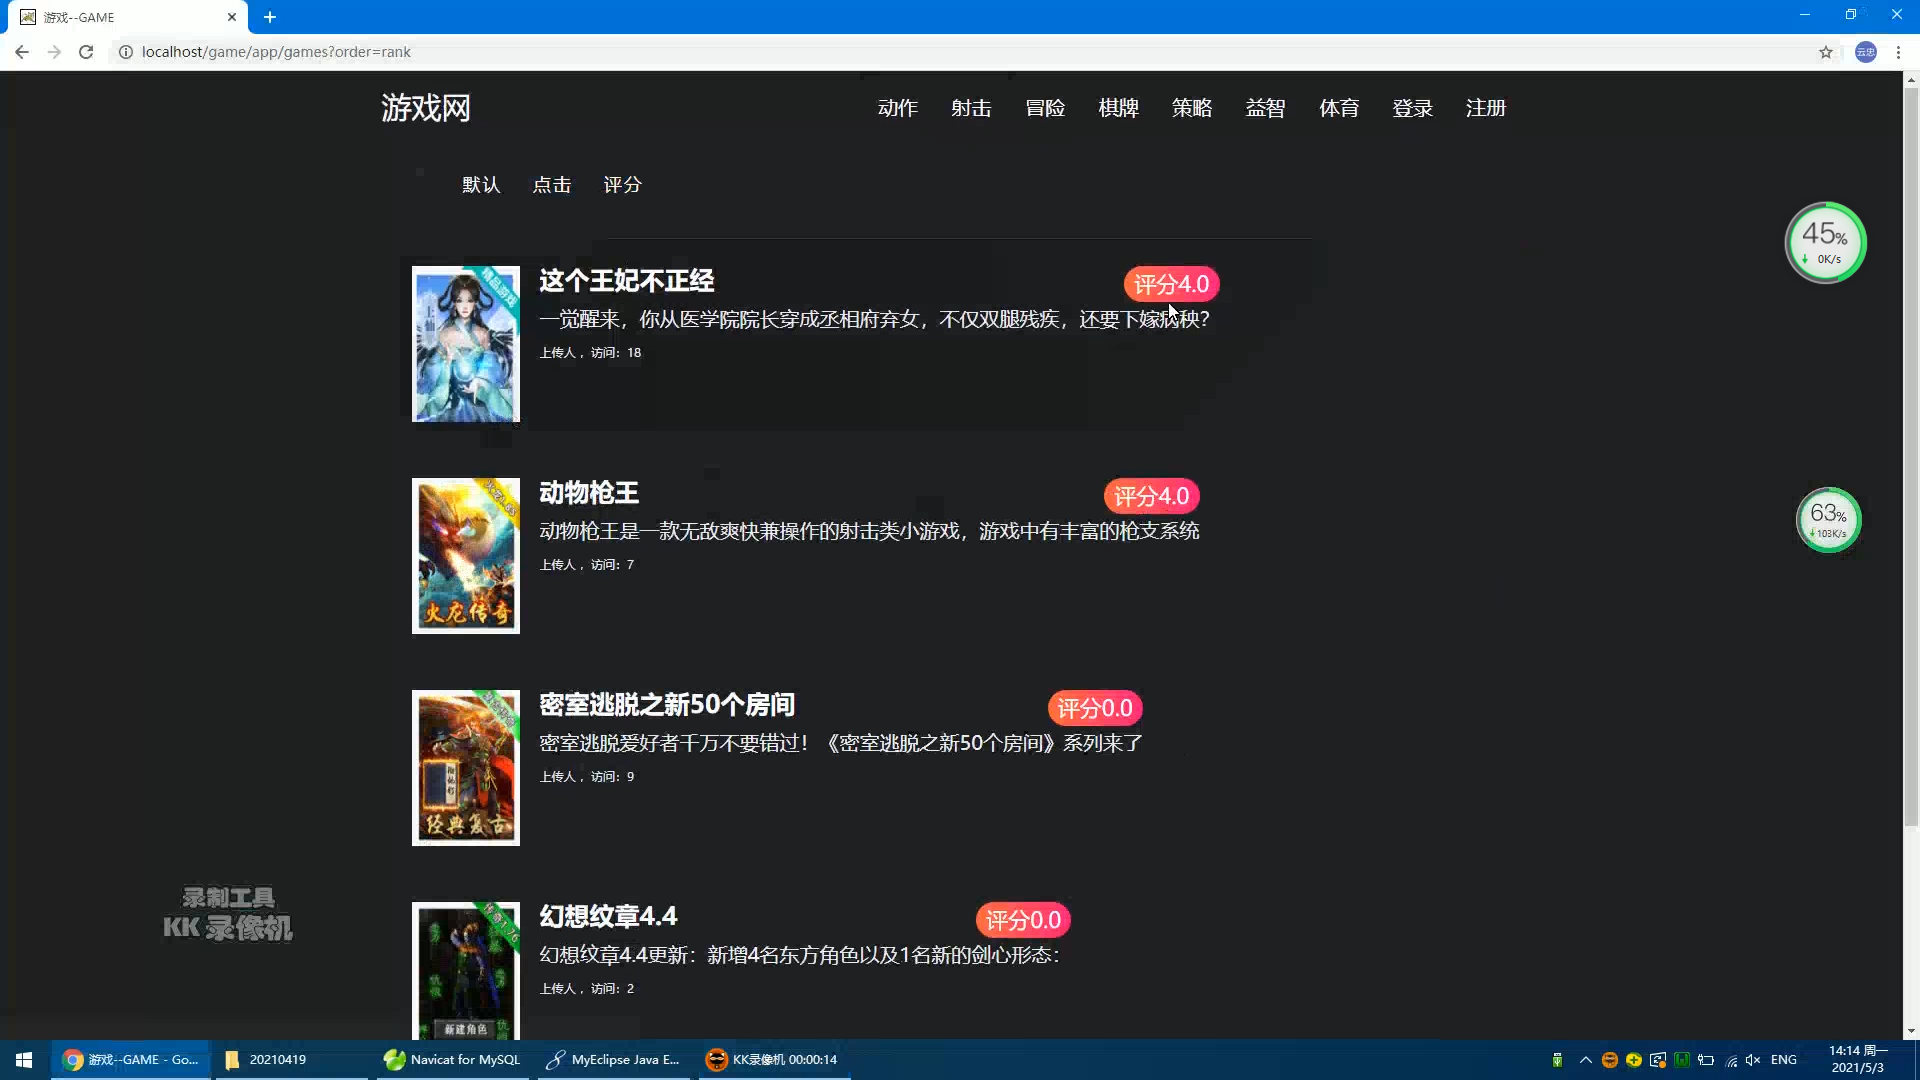 游戏--GAME
localhost/game/app/games?order=rank
云忠
游戏网
动作 射击 冒险 棋牌 策略 益智 体育 登录 注册
默认 点击 评分
45%
0K/s
精品游戏
上仙
这个王妃不正经
评分4.0
一觉醒来，你从医学院院长穿成丞相府弃女，不仅双腿残疾，还要下嫁病秧?
上传人 ，访问：18
火龙传奇
动物枪王
评分4.0
动物枪王是一款无敌爽快兼操作的射击类小游戏，游戏中有丰富的枪支系统
上传人 ，访问：7
63%
103K/s
经典复古
密室逃脱之新50个房间
评分0.0
密室逃脱爱好者千万不要错过！《密室逃脱之新50个房间》系列来了
上传人 ，访问：9
录制工具
KK 录像机
传奇1.76
新建角色
幻想纹章4.4
评分0.0
幻想纹章4.4更新：新增4名东方角色以及1名新的剑心形态：
上传人 ，访问：2
游戏--GAME - Go...
20210419
Navicat for MySQL
MyEclipse Java E...
KK录像机 00:00:14
ENG
14:14 周一
2021/5/3